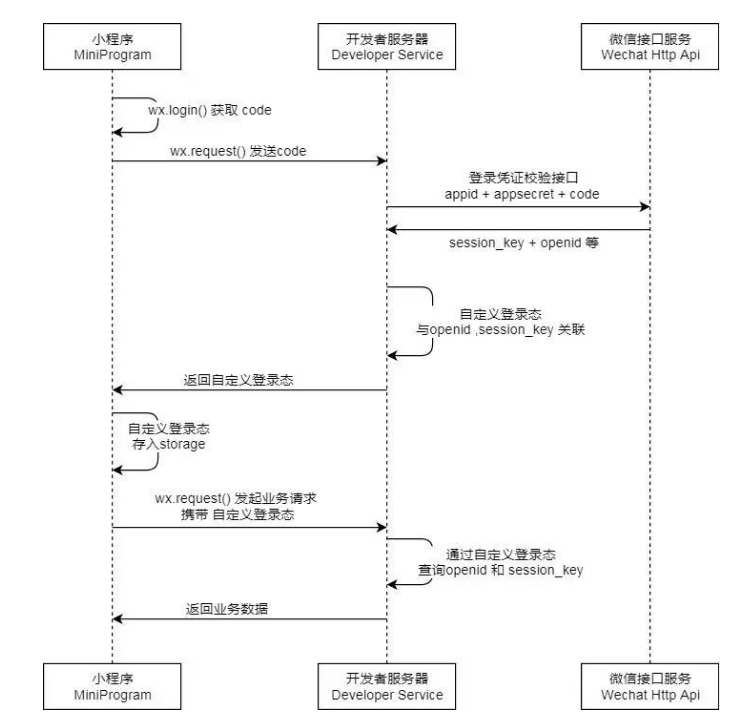 小程序
MiniProgram
开发者服务器
Developer Service
微信接口服务
Wechat Http Api
wx.login() 获取 code
wx.request() 发送code
登录凭证校验接口
appid + appsecret + code
session_key + openid 等
自定义登录态
与openid ,session_key 关联
返回自定义登录态
自定义登录态
存入storage
wx.request() 发起业务请求
携带 自定义登录态
通过自定义登录态
查询openid 和 session_key
返回业务数据
小程序
MiniProgram
开发者服务器
Developer Service
微信接口服务
Wechat Http Api